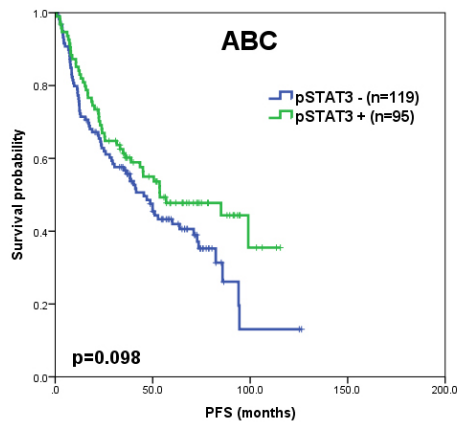 ABC
pSTAT3 - (n=119)
pSTAT3 + (n=95)
Survival probability
1.0
0.8
0.6
0.4
0.2
0.0
p=0.098
.0
50.0
100.0
150.0
200.0
PFS (months)